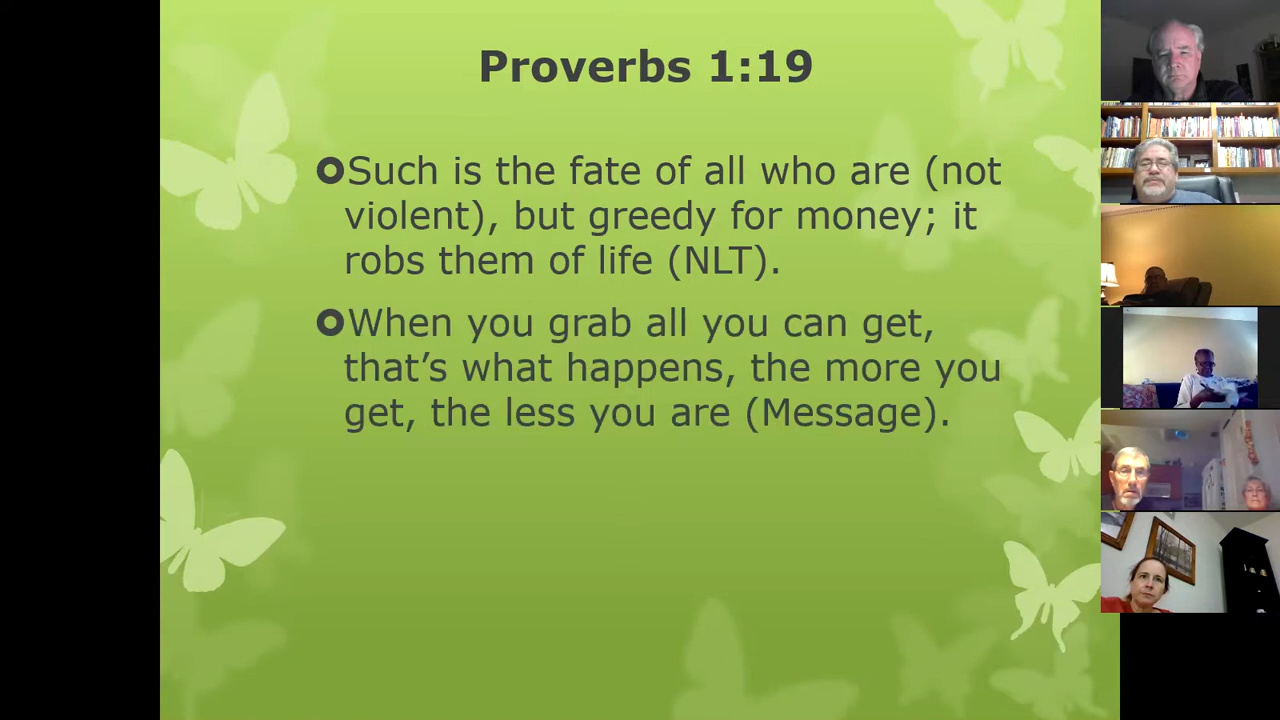 Proverbs 1:19
Such is the fate of all who are (not
violent), but greedy for money; it
robs them of life (NLT).
When you grab all you can get,
that’s what happens, the more you
get, the less you are (Message).